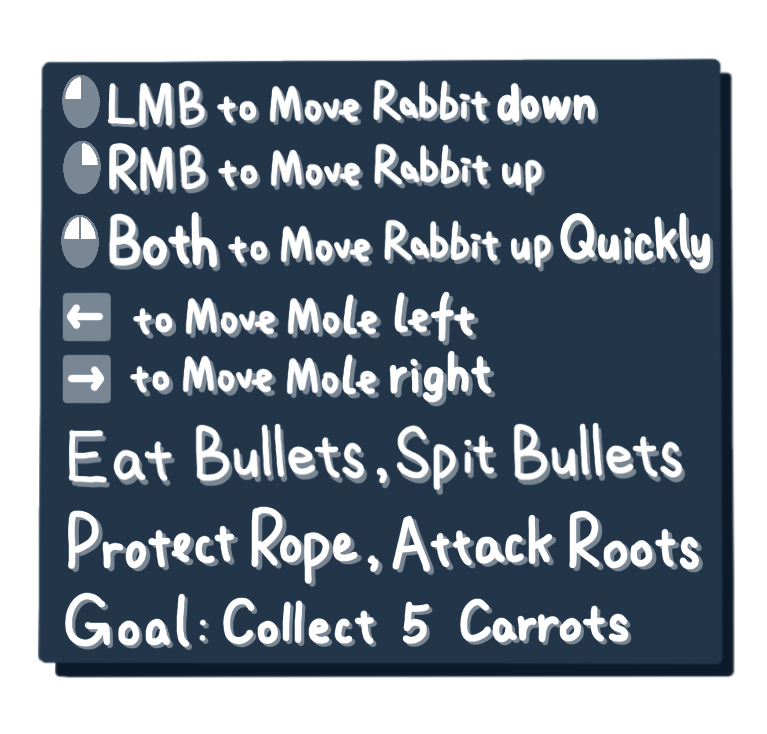 LMB to Move Rabbit down
RMB to Move Rabbit up
Both to Move Rabbit up Quickly
← to Move Mole left
→ to Move Mole right
Eat Bullets, Spit Bullets
Protect Rope, Attack Roots
Goal: Collect 5 Carrots